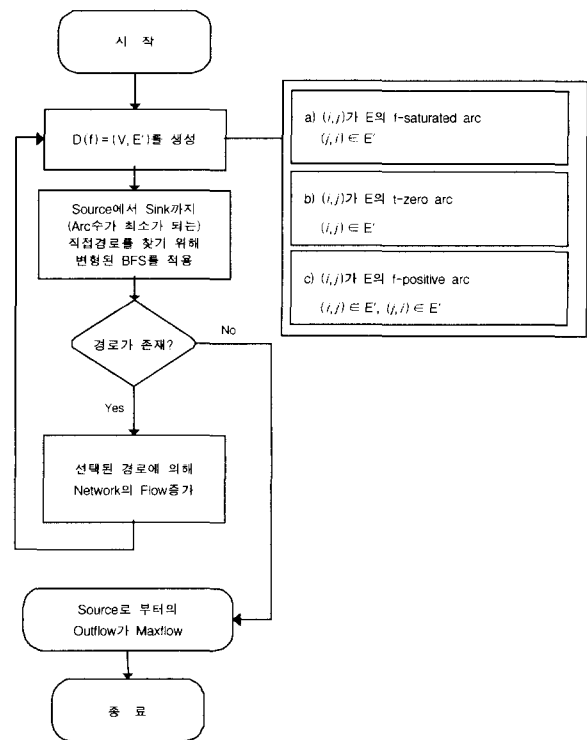 시 작
D(f) = (V, E')를 생성
a) (i, j)가 E의 f-saturated arc
(j, i) ∈ E'
b) (i, j)가 E의 t-zero arc
(i, j) ∈ E'
c) (i, j)가 E의 f-positive arc
(i, j) ∈ E', (j, i) ∈ E'
Source에서 Sink까지
(Arc수가 최소가 되는)
직접경로를 찾기 위해
변형된 BFS를 적용
경로가 존재?
No
Yes
선택된 경로에 의해
Network의 Flow증가
Source로 부터의
Outflow가 Maxflow
종 료